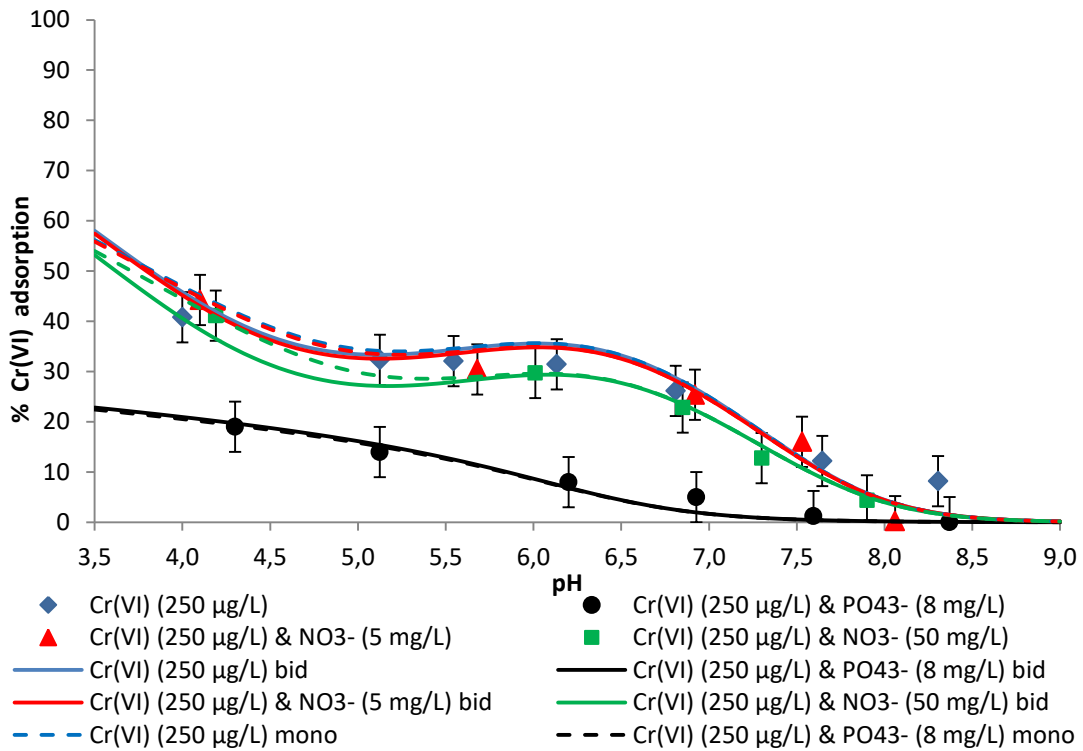 100
90
80
70
60
50
40
30
20
10
0
% Cr(VI) adsorption
3,5 4,0 4,5 5,0 5,5 6,0 6,5 7,0 7,5 8,0 8,5 9,0
pH
Cr(VI) (250 µg/L) Cr(VI) (250 µg/L) & PO43- (8 mg/L)
Cr(VI) (250 µg/L) & NO3- (5 mg/L) Cr(VI) (250 µg/L) & NO3- (50 mg/L)
Cr(VI) (250 µg/L) bid Cr(VI) (250 µg/L) & PO43- (8 mg/L) bid
Cr(VI) (250 µg/L) & NO3- (5 mg/L) bid Cr(VI) (250 µg/L) & NO3- (50 mg/L) bid
Cr(VI) (250 µg/L) mono Cr(VI) (250 µg/L) & PO43- (8 mg/L) mono